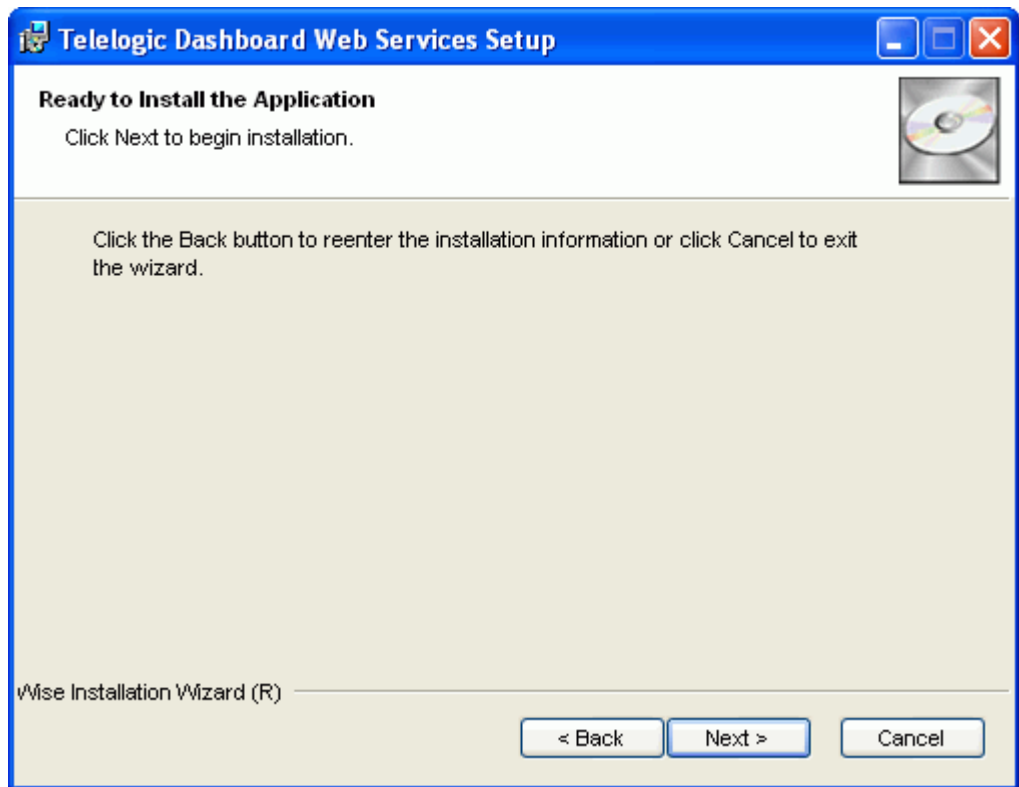 Telelogic Dashboard Web Services Setup
Ready to Install the Application
Click Next to begin installation.
Click the Back button to reenter the installation information or click Cancel to exit
the wizard.
Wise Installation Wizard (R)
< Back
Next >
Cancel